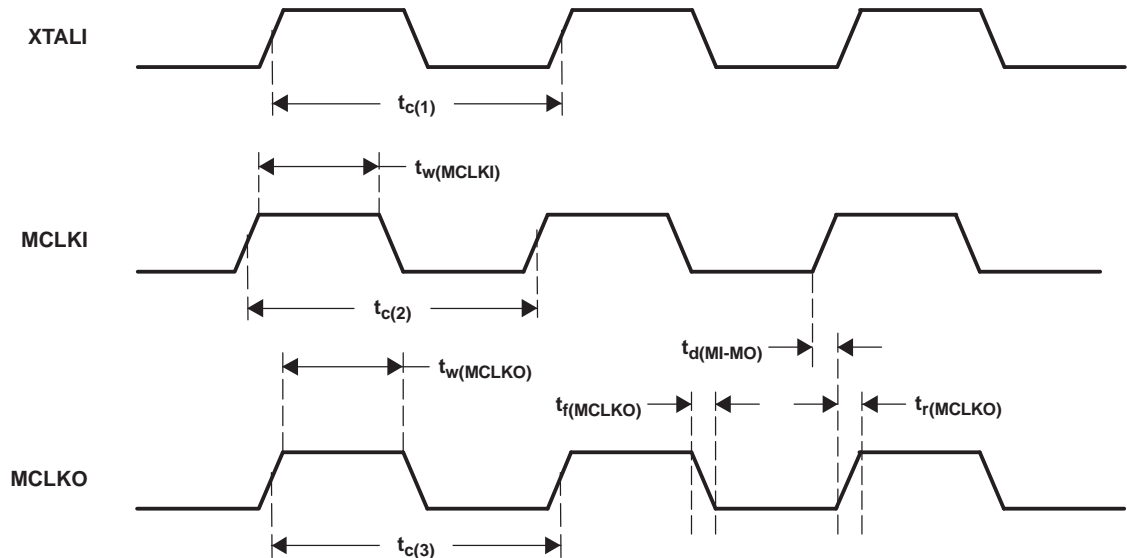 XTALI
tc(1)
tw(MCLKI)
MCLKI
tc(2)
td(MI-MO)
tw(MCLKO)
tf(MCLKO)
tr(MCLKO)
MCLKO
tc(3)